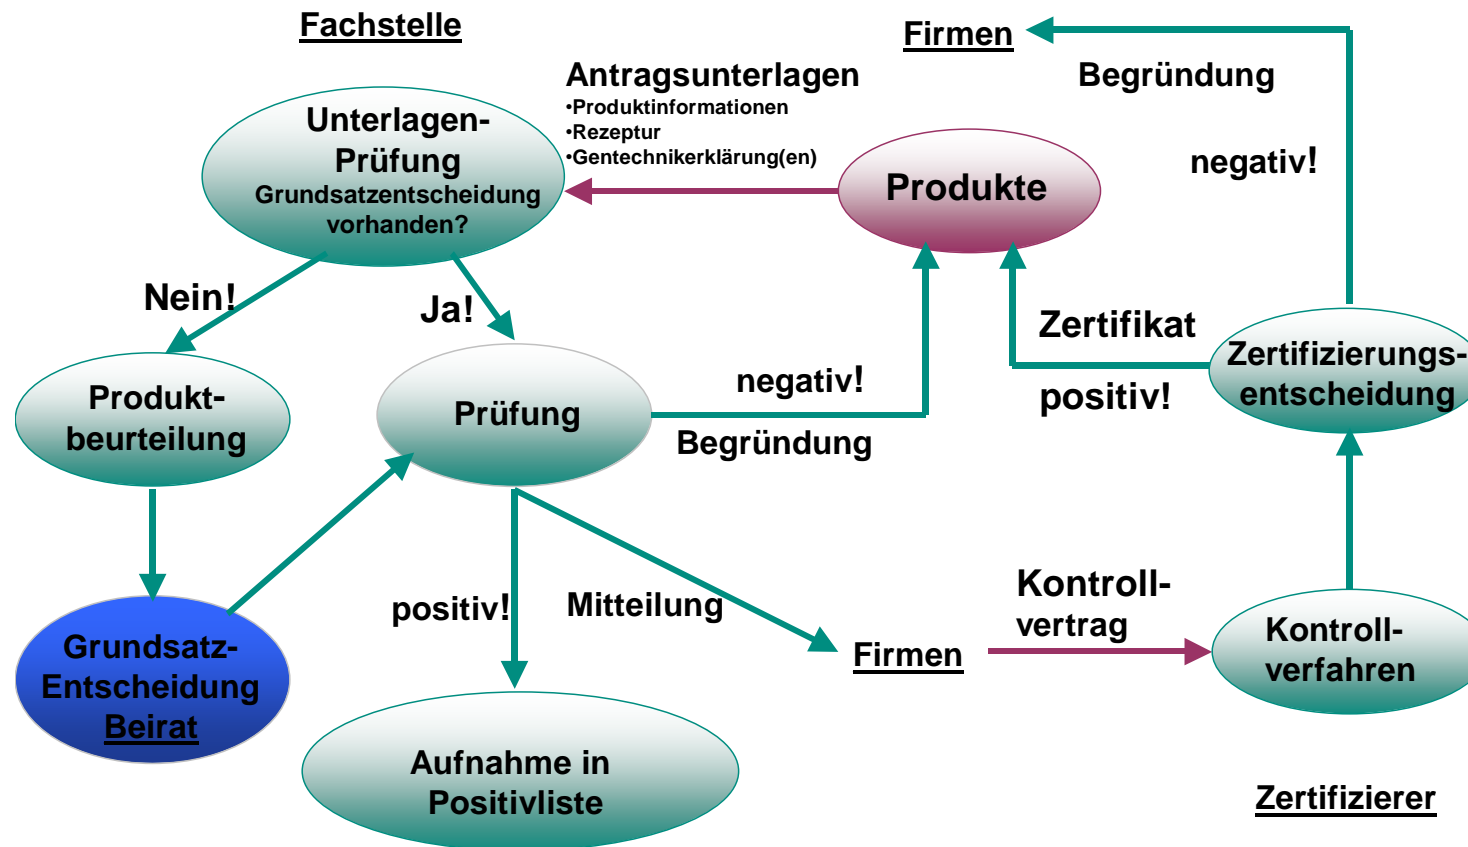 Fachstelle
Firmen
Begründung
negativ!
Antragsunterlagen
•Produktinformationen
•Rezeptur
•Gentechnikerklärung(en)
Unterlagen-
Prüfung
Grundsatzentscheidung
vorhanden?
Produkte
Nein!
Ja!
Zertifikat
positiv!
Zertifizierungs-
entscheidung
Produkt-
beurteilung
Prüfung
negativ!
Begründung
Grundsatz-
Entscheidung
Beirat
positiv!
Mitteilung
Firmen
Kontroll-
vertrag
Kontroll-
verfahren
Aufnahme in
Positivliste
Zertifizierer